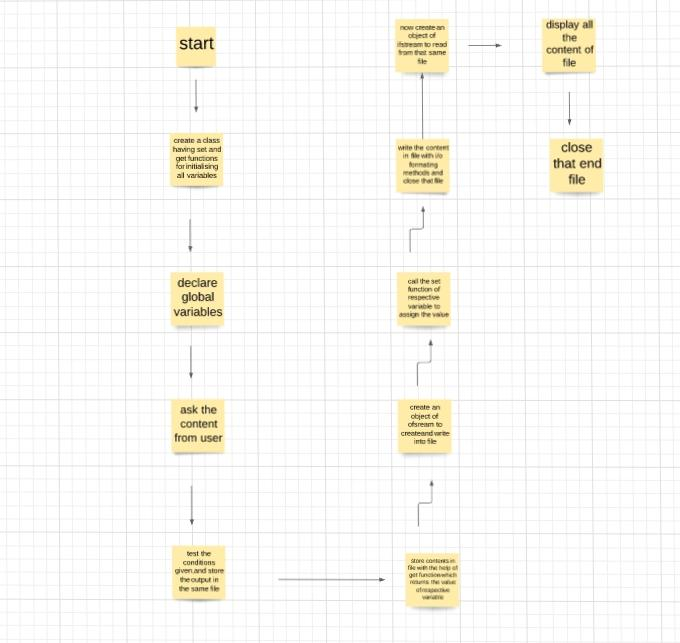 start
create a class
having set and
get functions
for initialising
all variables
declare
global
variables
ask the
content
from user
test the
conditions
given,and store
the output in
the same file
store contents in
file with the help of
get function which
returns the value
of respective
variable
create an
object of
ofsream to
createand write
into file
call the set
function of
respective
variable to
assign the value
write the content
in file with i/o
formating
methods and
close that file
now create an
object of
ifstream to read
from that same
file
display all
the
content of
file
close
that end
file